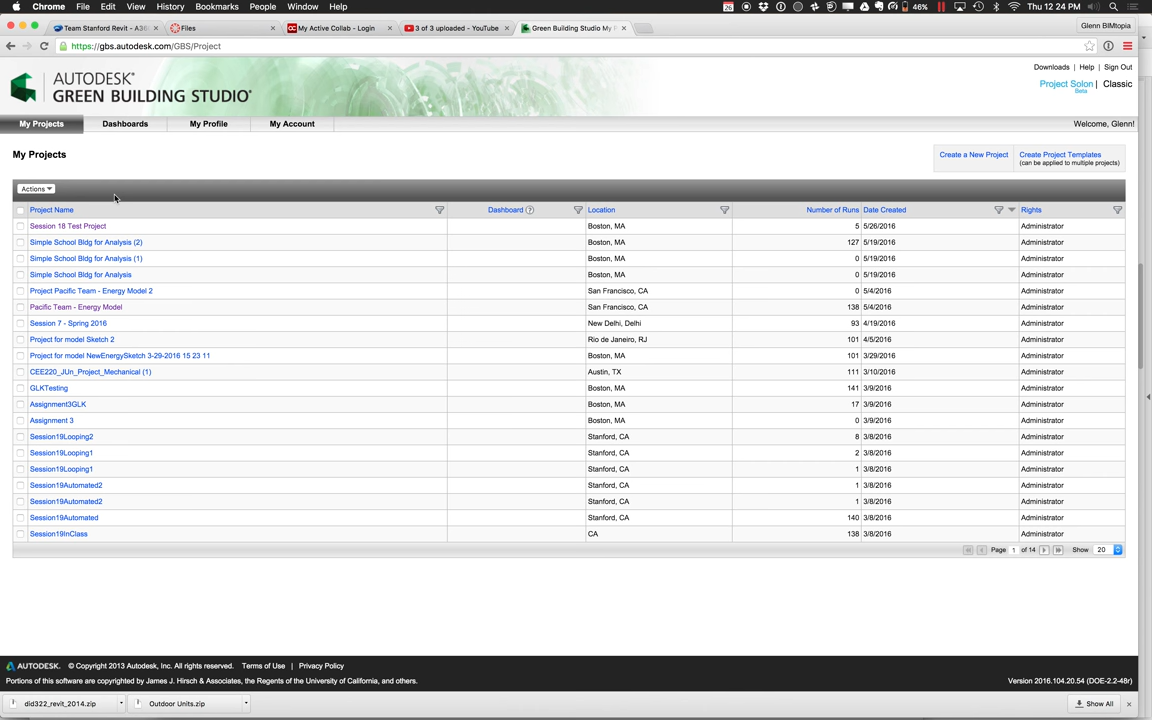 Chrome File Edit View History Bookmarks People Window Help
26 46% Thu 12:24 PM
Team Stanford Revit - A36 Files My Active Collab - Login 3 of 3 uploaded - YouTube Green Building Studio My P Glenn BIMtopia
https://gbs.autodesk.com/GBS/Project
AUTODESK®
GREEN BUILDING STUDIO®
Downloads | Help | Sign Out
Project Solon | Classic
Beta
My Projects Dashboards My Profile My Account Welcome, Glenn!
My Projects
Create a New Project Create Project Templates
(can be applied to multiple projects)
Actions
Project Name Dashboard ? Location Number of Runs Date Created Rights
Session 18 Test Project Boston, MA 5 5/26/2016 Administrator
Simple School Bldg for Analysis (2) Boston, MA 127 5/19/2016 Administrator
Simple School Bldg for Analysis (1) Boston, MA 0 5/19/2016 Administrator
Simple School Bldg for Analysis Boston, MA 0 5/19/2016 Administrator
Project Pacific Team - Energy Model 2 San Francisco, CA 0 5/4/2016 Administrator
Pacific Team - Energy Model San Francisco, CA 138 5/4/2016 Administrator
Session 7 - Spring 2016 New Delhi, Delhi 93 4/19/2016 Administrator
Project for model Sketch 2 Rio de Janeiro, RJ 101 4/5/2016 Administrator
Project for model NewEnergySketch 3-29-2016 15 23 11 Boston, MA 101 3/29/2016 Administrator
CEE220_JUn_Project_Mechanical (1) Austin, TX 111 3/10/2016 Administrator
GLKTesting Boston, MA 141 3/9/2016 Administrator
Assignment3GLK Boston, MA 17 3/9/2016 Administrator
Assignment 3 Boston, MA 0 3/9/2016 Administrator
Session19Looping2 Stanford, CA 8 3/8/2016 Administrator
Session19Looping1 Stanford, CA 2 3/8/2016 Administrator
Session19Looping1 Stanford, CA 1 3/8/2016 Administrator
Session19Automated2 Stanford, CA 1 3/8/2016 Administrator
Session19Automated2 Stanford, CA 1 3/8/2016 Administrator
Session19Automated Stanford, CA 140 3/8/2016 Administrator
Session19InClass CA 138 3/8/2016 Administrator
Page 1 of 14 Show 20
AUTODESK. © Copyright 2013 Autodesk, Inc. All rights reserved. Terms of Use | Privacy Policy
Portions of this software are copyrighted by James J. Hirsch & Associates, the Regents of the University of California, and others. Version 2016.104.20.54 (DOE-2.2-48r)
did322_revit_2014.zip Outdoor Units.zip Show All